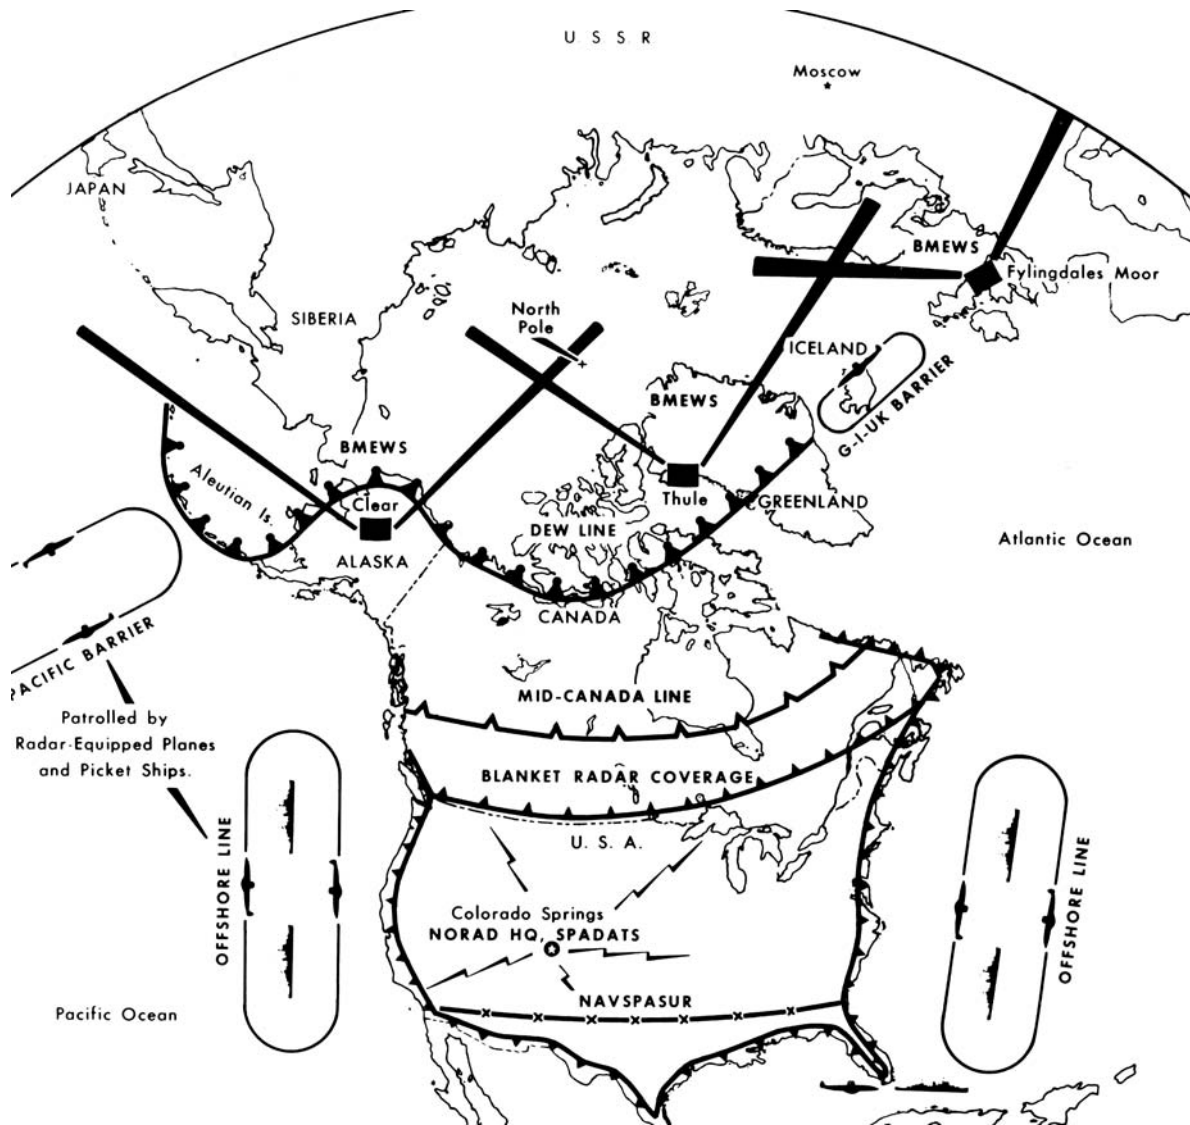 U. S. S. R
Moscow
JAPAN
BMEWS
Fylingdales Moor
SIBERIA
North
Pole
ICELAND
G-I-UK BARRIER
BMEWS
BMEWS
Aleutian Is.
Clear
Thule
GREENLAND
DEW LINE
ALASKA
Atlantic Ocean
CANADA
PACIFIC BARRIER
MID-CANADA LINE
Patrolled by
Radar-Equipped Planes
and Picket Ships.
BLANKET RADAR COVERAGE
U. S. A.
OFFSHORE LINE
OFFSHORE LINE
Colorado Springs
NORAD HQ, SPADATS
NAVSPASUR
Pacific Ocean